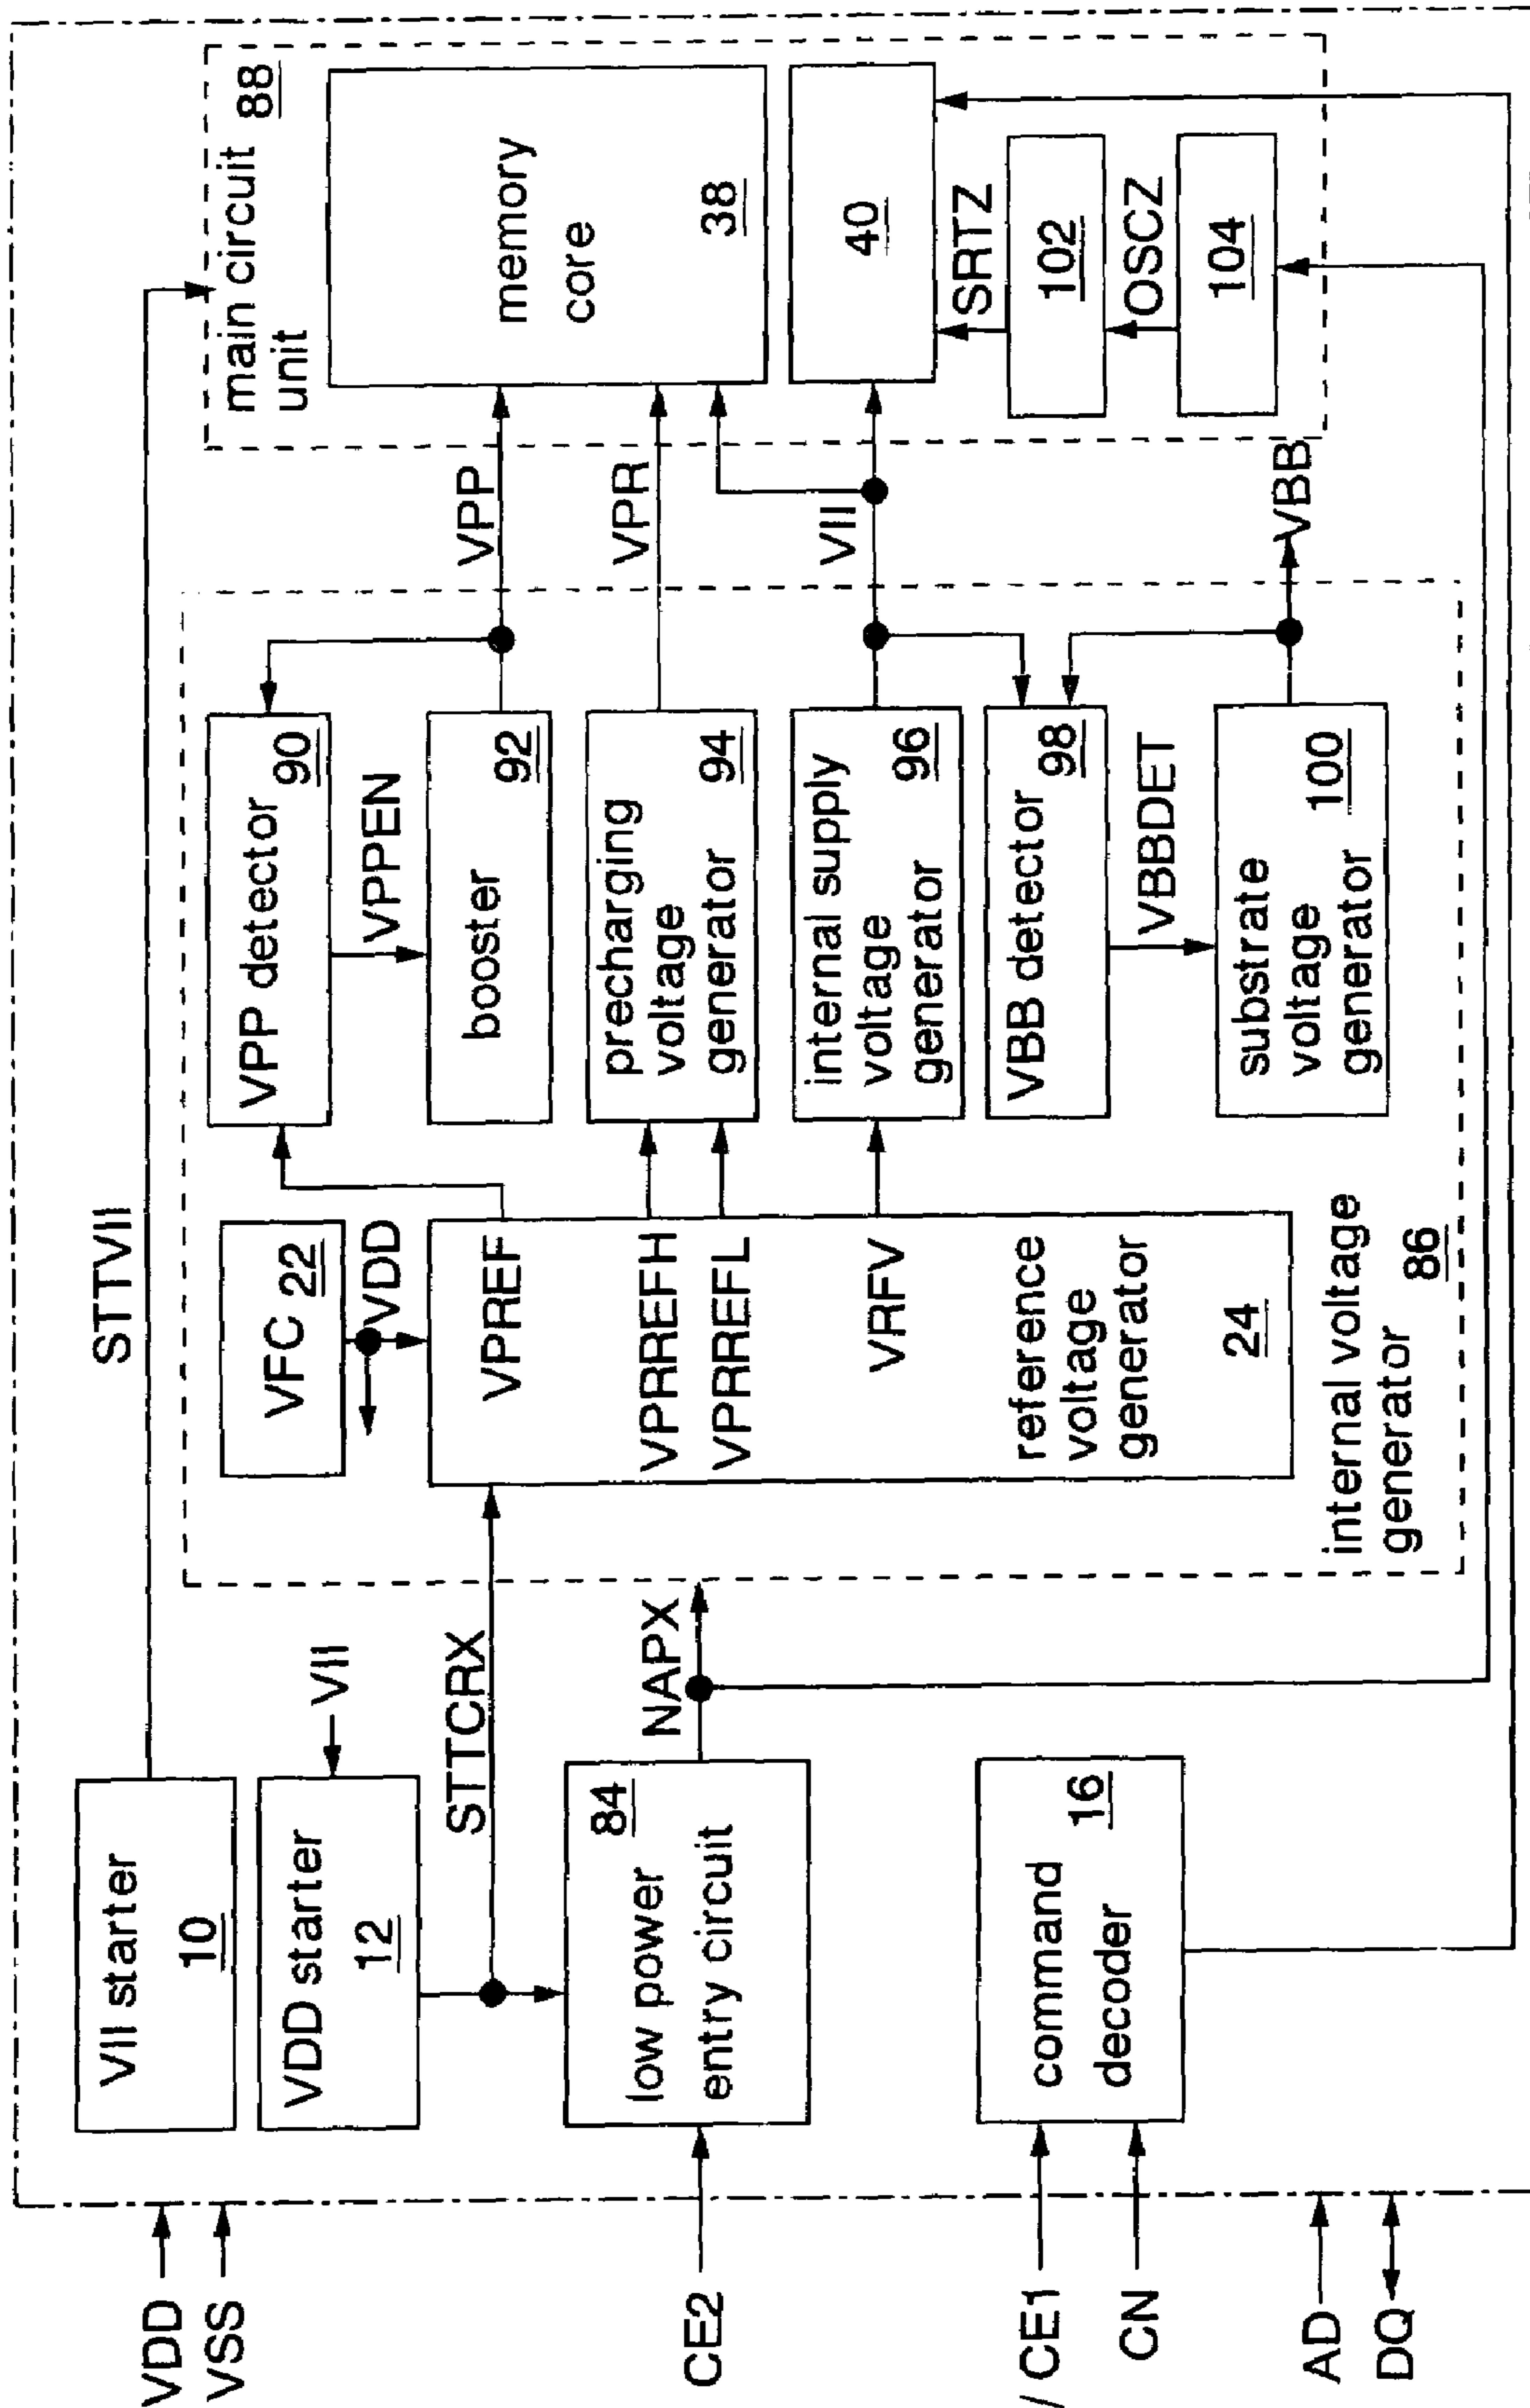 VDD
VSS
CE2
/ CE1
CN
AD
DQ
VII starter
10
VDD starter
12
VII
STTVII
STTCRX
84
low power
entry circuit
NAPX
16
command
decoder
VFC 22
VDD
VPREF
VPRREFH
VPRREFL
VRFV
reference
voltage
generator
24
internal voltage
generator
86
VPP detector
90
VPPEN
booster
92
precharging
voltage
generator
94
internal supply
voltage
generator
96
VBB detector
98
VBBDET
substrate
voltage
generator
100
VPP
VPR
VII
VBB
main circuit
unit
88
memory
core
38
40
SRTZ
102
OSCZ
104